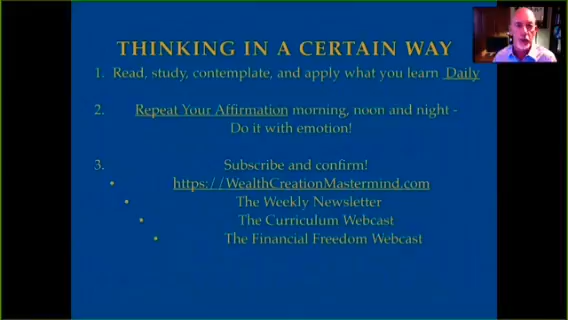 THINKING IN A CERTAIN WAY
1. Read, study, contemplate, and apply what you learn Daily
2. Repeat Your Affirmation morning, noon and night -
Do it with emotion!
3. Subscribe and confirm!
• https://WealthCreationMastermind.com
• The Weekly Newsletter
• The Curriculum Webcast
• The Financial Freedom Webcast